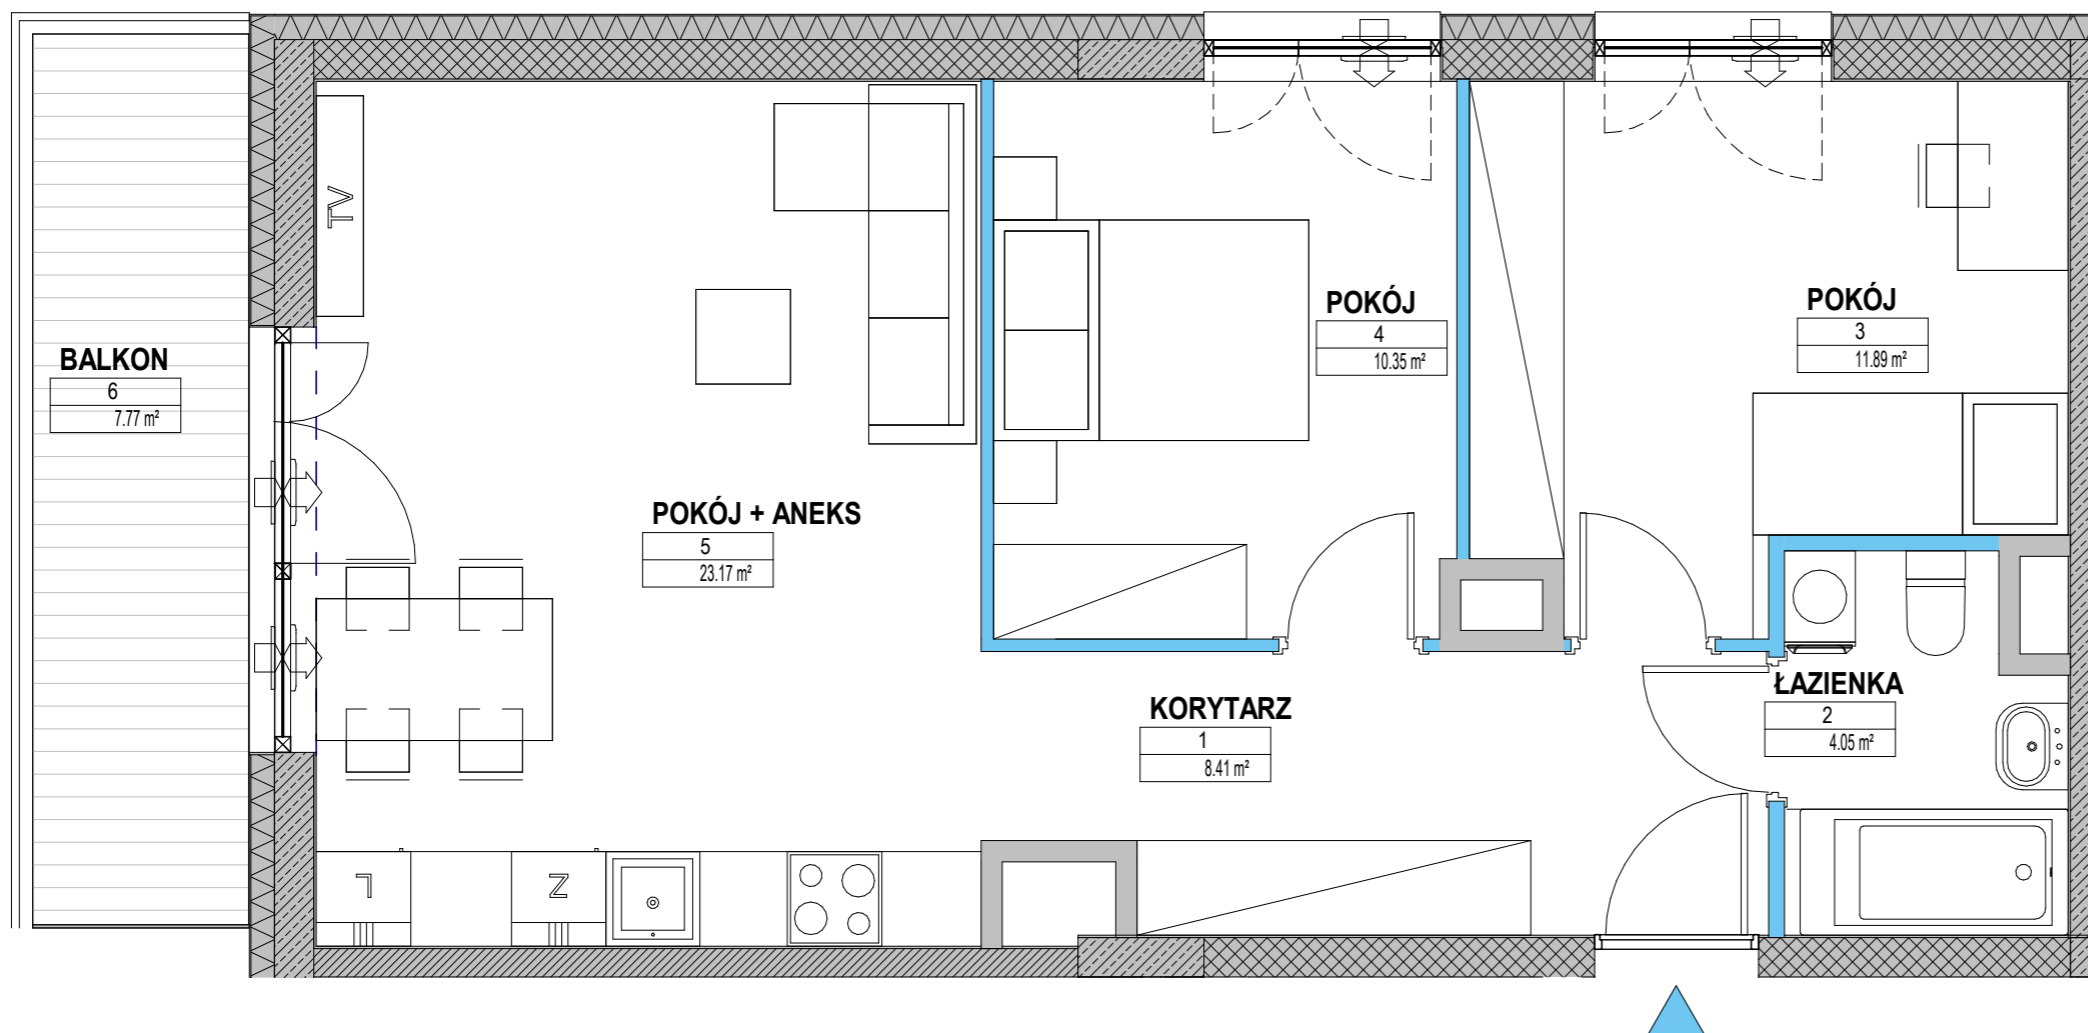 TV
BALKON
6
7.77 m²
POKÓJ + ANEKS
5
23.17 m²
POKÓJ
4
10.35 m²
POKÓJ
3
11.89 m²
KORYTARZ
1
8.41 m²
ŁAZIENKA
2
4.05 m²
L
Z